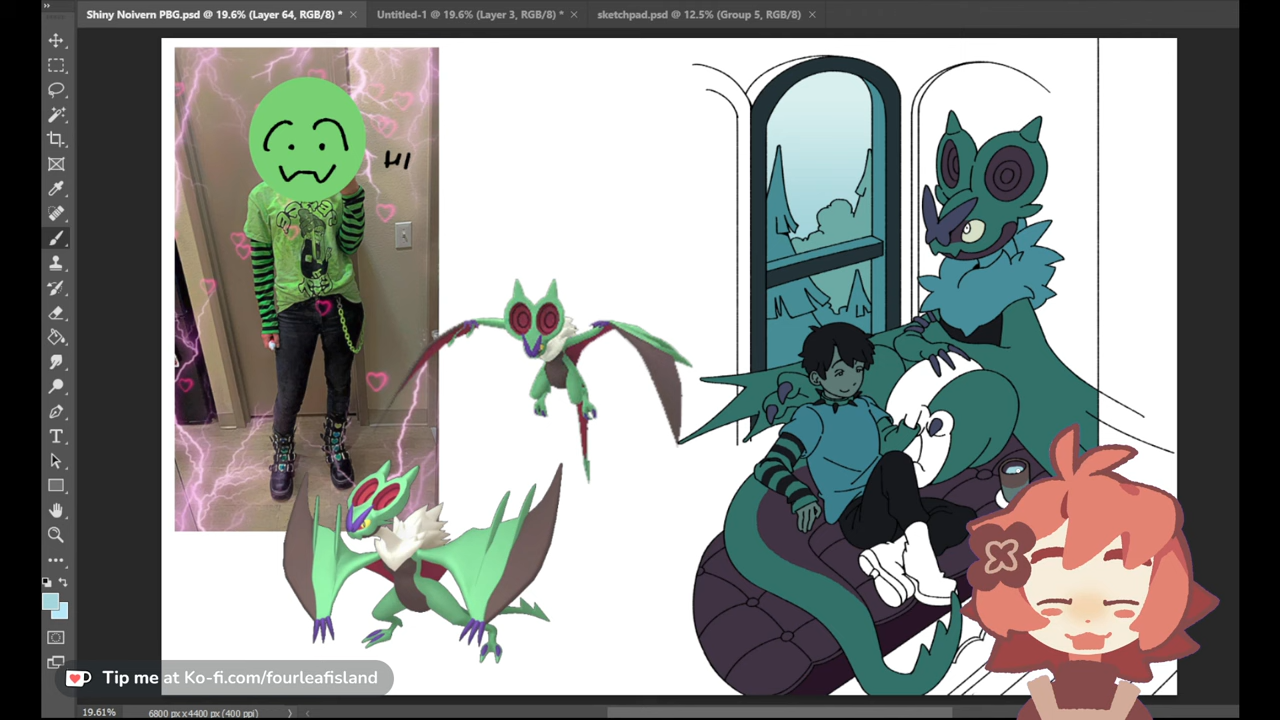 Shiny Noivern PBG.psd @ 19.6% (Layer 64, RGB/8) *
Untitled-1 @ 19.6% (Layer 3, RGB/8) *
sketchpad.psd @ 12.5% (Group 5, RGB/8)
HI
Tip me at Ko-fi.com/fourleafisland
19.61%
6800 px x 4400 px (400 ppi)